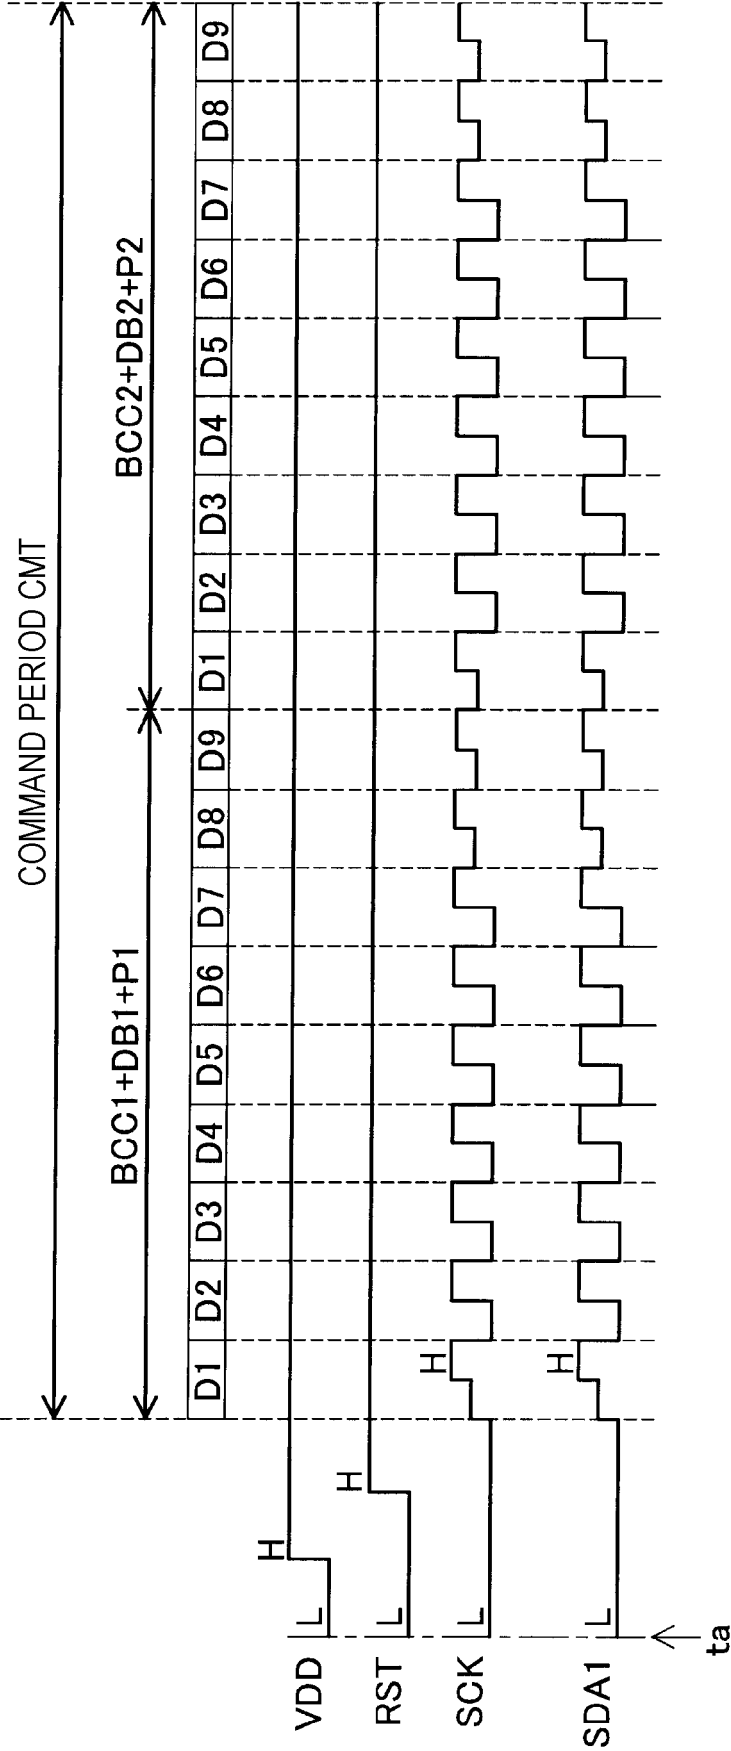 COMMAND PERIOD CMT
BCC1+DB1+P1 BCC2+DB2+P2
D1 D2 D3 D4 D5 D6 D7 D8 D9 D1 D2 D3 D4 D5 D6 D7 D8 D9
VDD L H
RST L H
SCK L H
SDA1 L H
ta